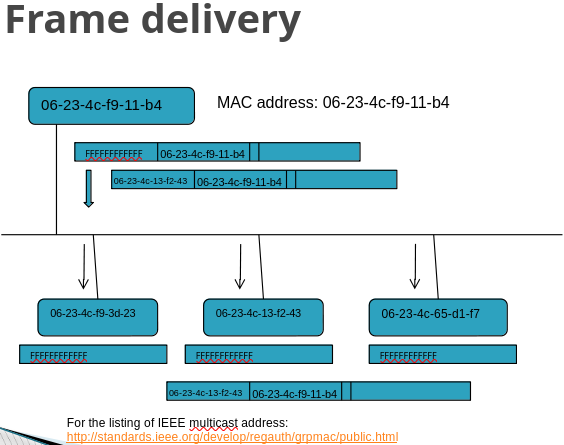 Frame delivery
06-23-4c-f9-11-b4
MAC address: 06-23-4c-f9-11-b4
FFFFFFFFFFFF 06-23-4c-f9-11-b4
06-23-4c-13-f2-43 06-23-4c-f9-11-b4
06-23-4c-f9-3d-23 06-23-4c-13-f2-43 06-23-4c-65-d1-f7
FFFFFFFFFFFF FFFFFFFFFFFF FFFFFFFFFFFF
06-23-4c-13-f2-43 06-23-4c-f9-11-b4
For the listing of IEEE multicast address:
http://standards.ieee.org/develop/regauth/grpmac/public.html